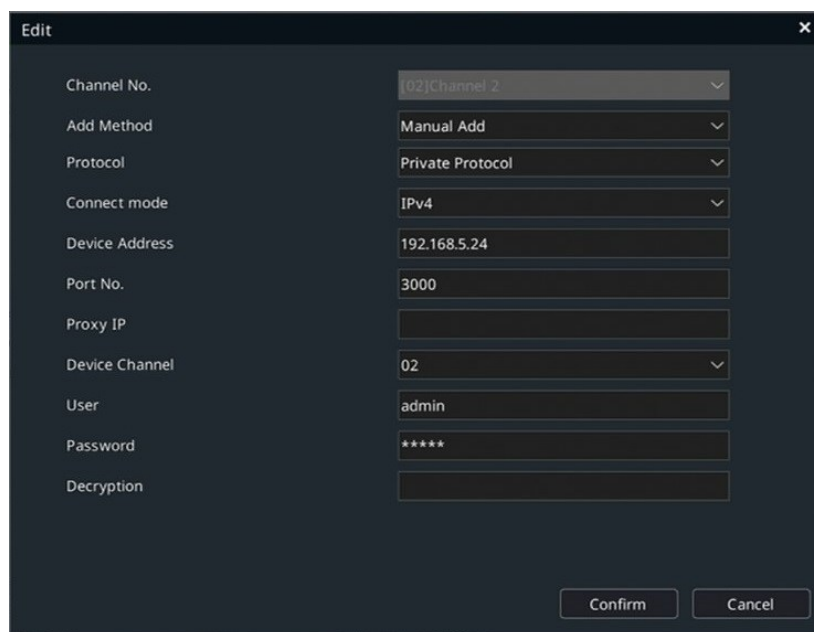 Edit ×
Channel No. [02]Channel 2
Add Method Manual Add
Protocol Private Protocol
Connect mode IPv4
Device Address 192.168.5.24
Port No. 3000
Proxy IP
Device Channel 02
User admin
Password *****
Decryption
Confirm Cancel